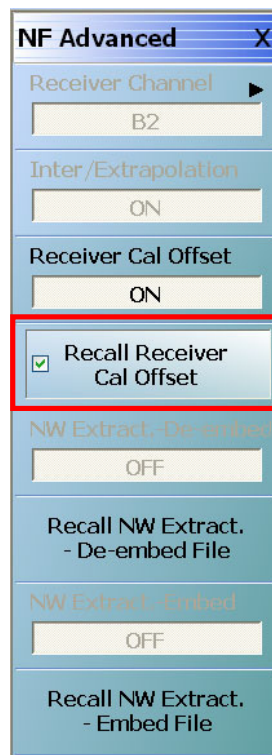 NF Advanced X
Receiver Channel
B2
Inter/Extrapolation
ON
Receiver Cal Offset
ON
Recall Receiver
Cal Offset
NW Extract.-De-embed
OFF
Recall NW Extract.
- De-embed File
NW Extract.-Embed
OFF
Recall NW Extract.
- Embed File